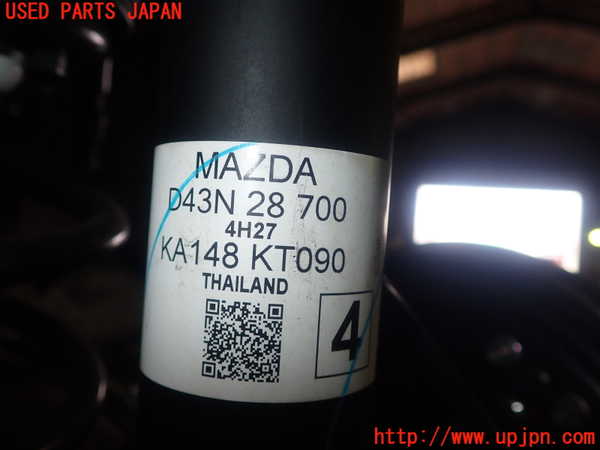 USED PARTS JAPAN
MAZDA
D43N 28 700
4H27
KA148 KT090
THAILAND
4
http://www.upjpn.com/